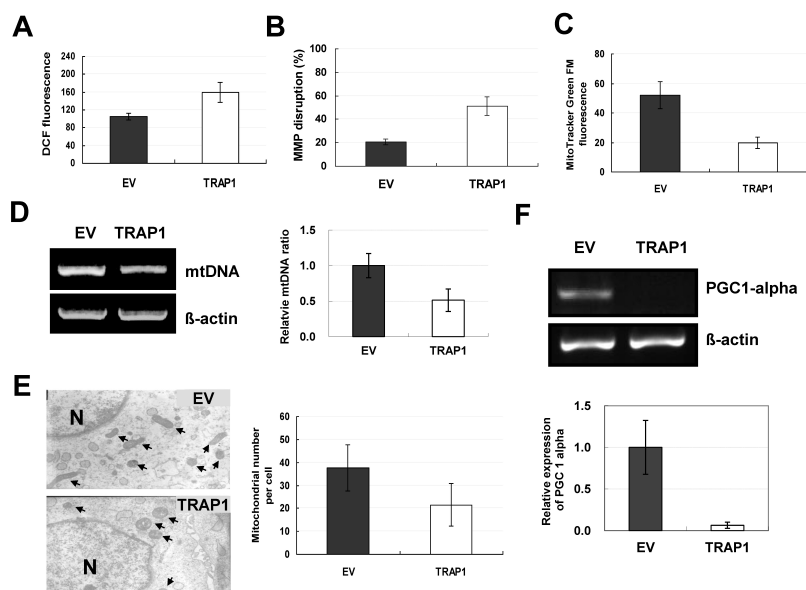 A
DCF fluorescence
240
200
160
120
80
40
0
EV
TRAP1
B
MMP disruption (%)
100
80
60
40
20
0
EV
TRAP1
C
MitoTracker Green FM
fluorescence
80
60
40
20
0
EV
TRAP1
D
EV TRAP1
mtDNA
ß-actin
Relatvie mtDNA ratio
1.5
1.0
0.5
0.0
EV
TRAP1
E
EV
N
TRAP1
N
Mitochondrial number
per cell
60
50
40
30
20
10
0
EV
TRAP1
F
EV TRAP1
PGC1-alpha
ß-actin
Relative expression
of PGC 1 alpha
1.5
1.0
0.5
0.0
EV
TRAP1